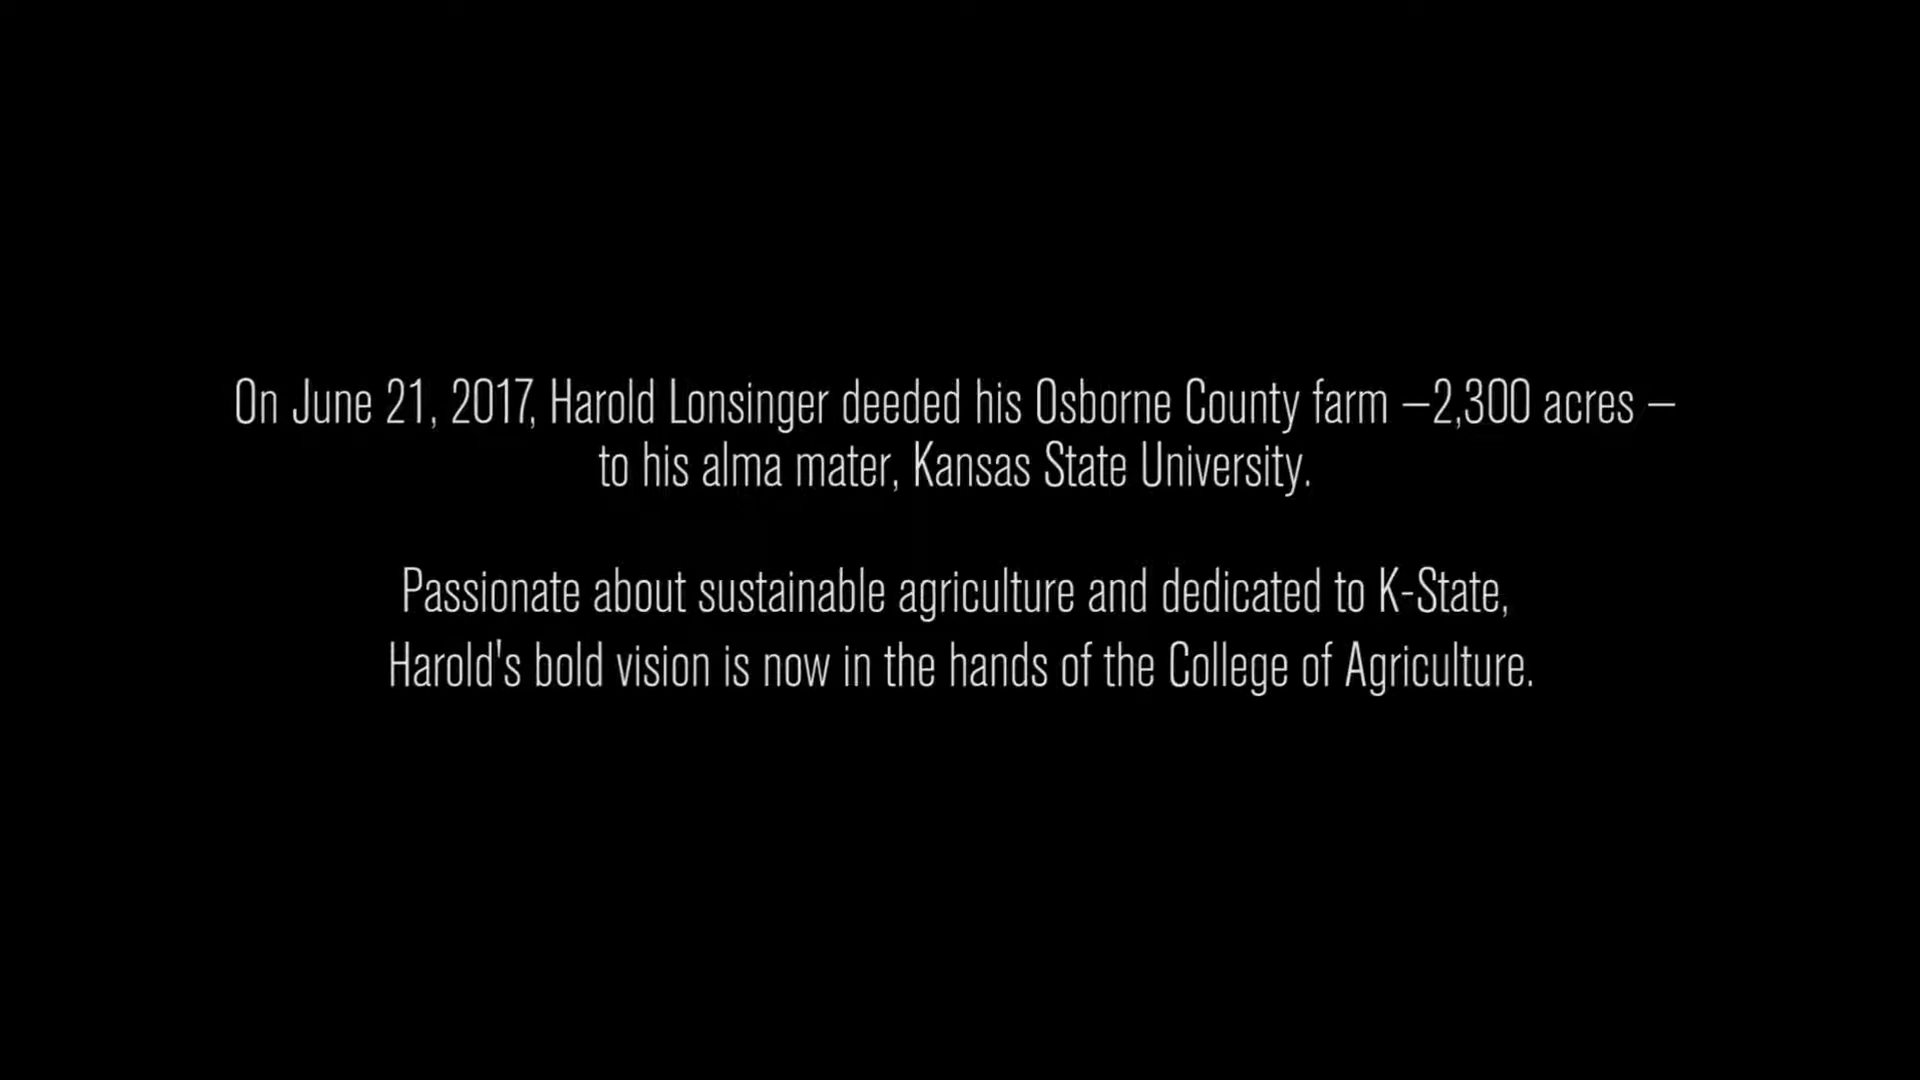 On June 21, 2017, Harold Lonsinger deeded his Osborne County farm –2,300 acres –
to his alma mater, Kansas State University.
Passionate about sustainable agriculture and dedicated to K-State,
Harold's bold vision is now in the hands of the College of Agriculture.